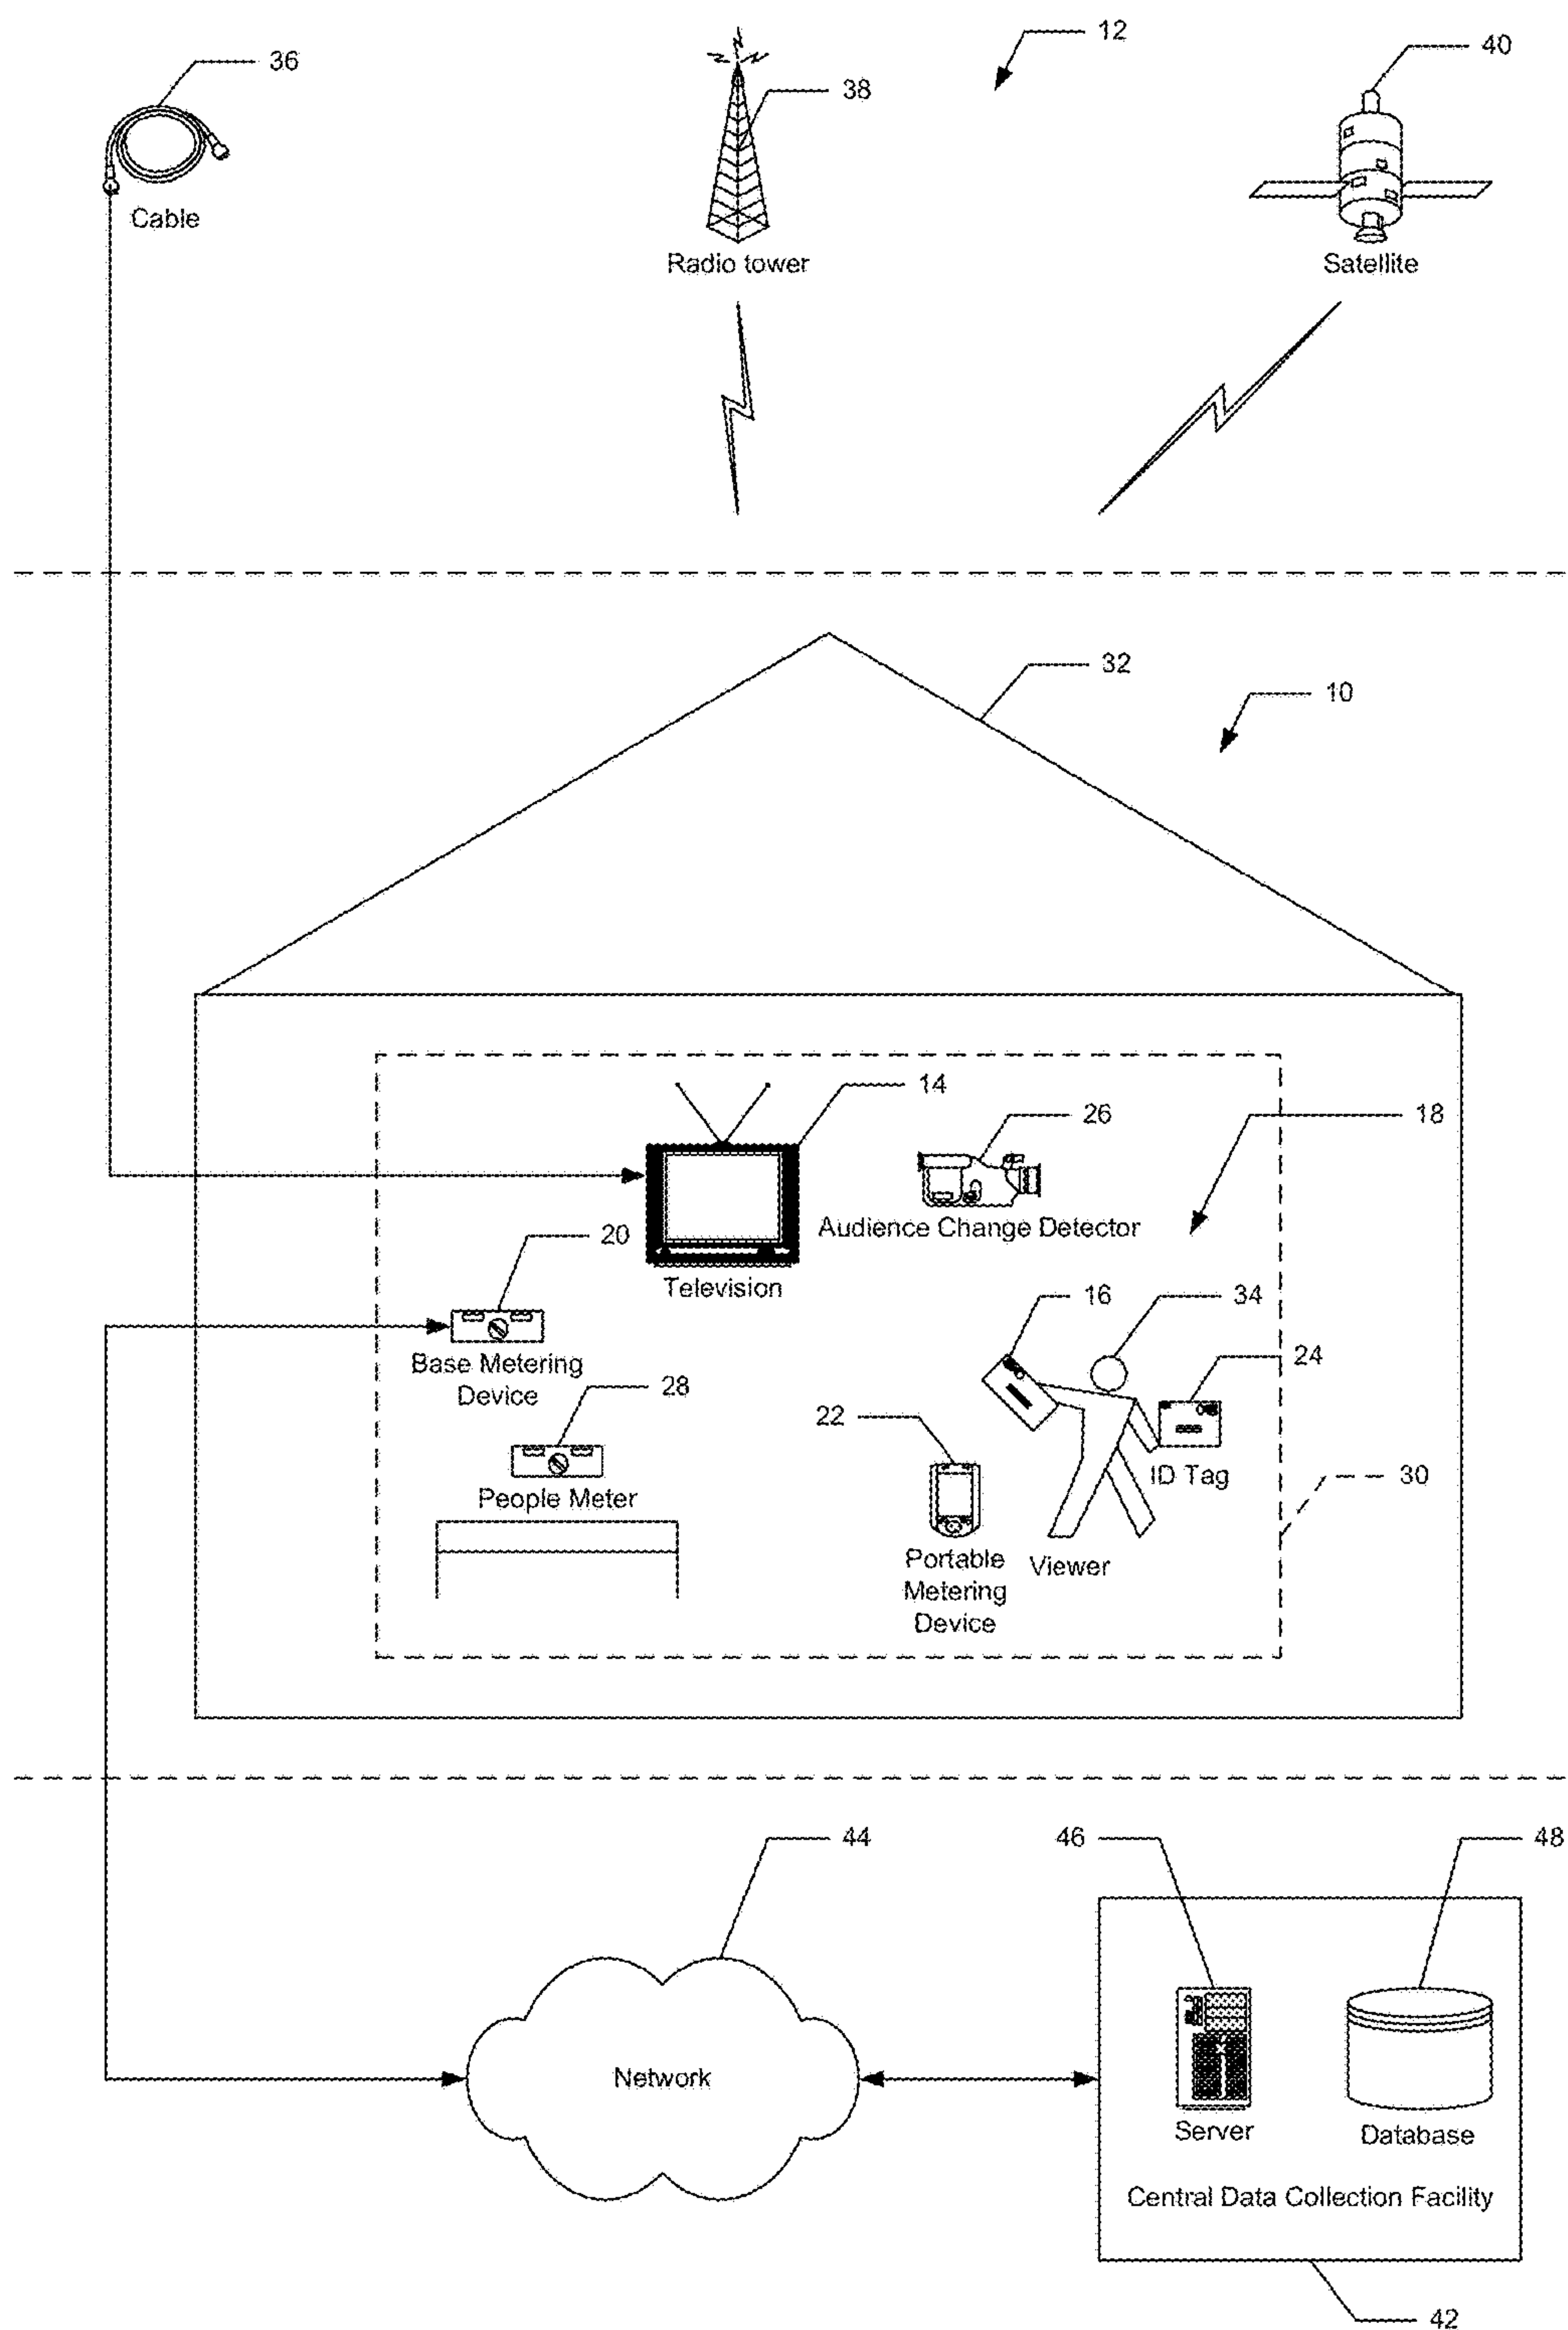 36
12
40
38
Cable
Radio tower
Satellite
32
10
14
26
18
Audience Change Detector
20
Television
16
34
Base Metering
Device
24
28
22
ID Tag
30
People Meter
Portable
Metering
Device
Viewer
44
46
48
Network
Server
Database
Central Data Collection Facility
42